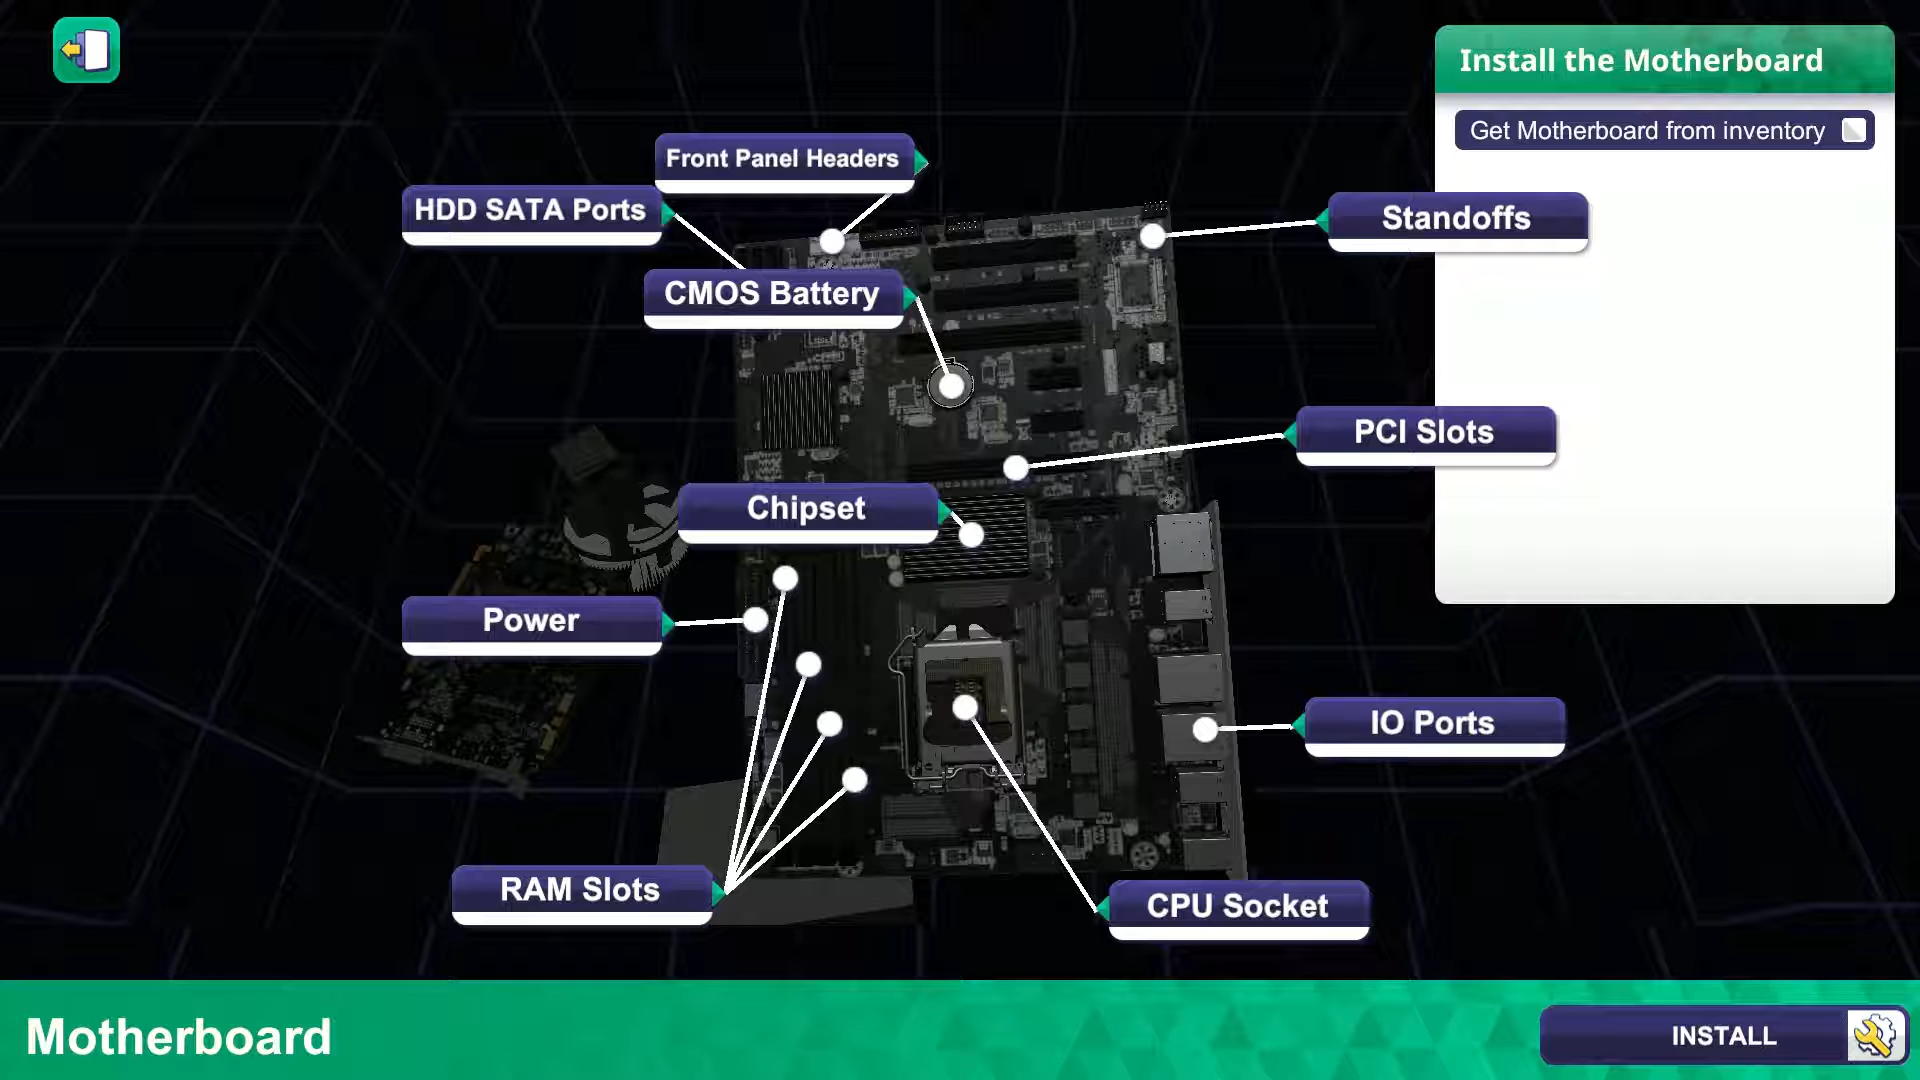 Install the Motherboard
Get Motherboard from inventory
Front Panel Headers
HDD SATA Ports
Standoffs
CMOS Battery
PCI Slots
Chipset
Power
IO Ports
RAM Slots
CPU Socket
Motherboard
INSTALL